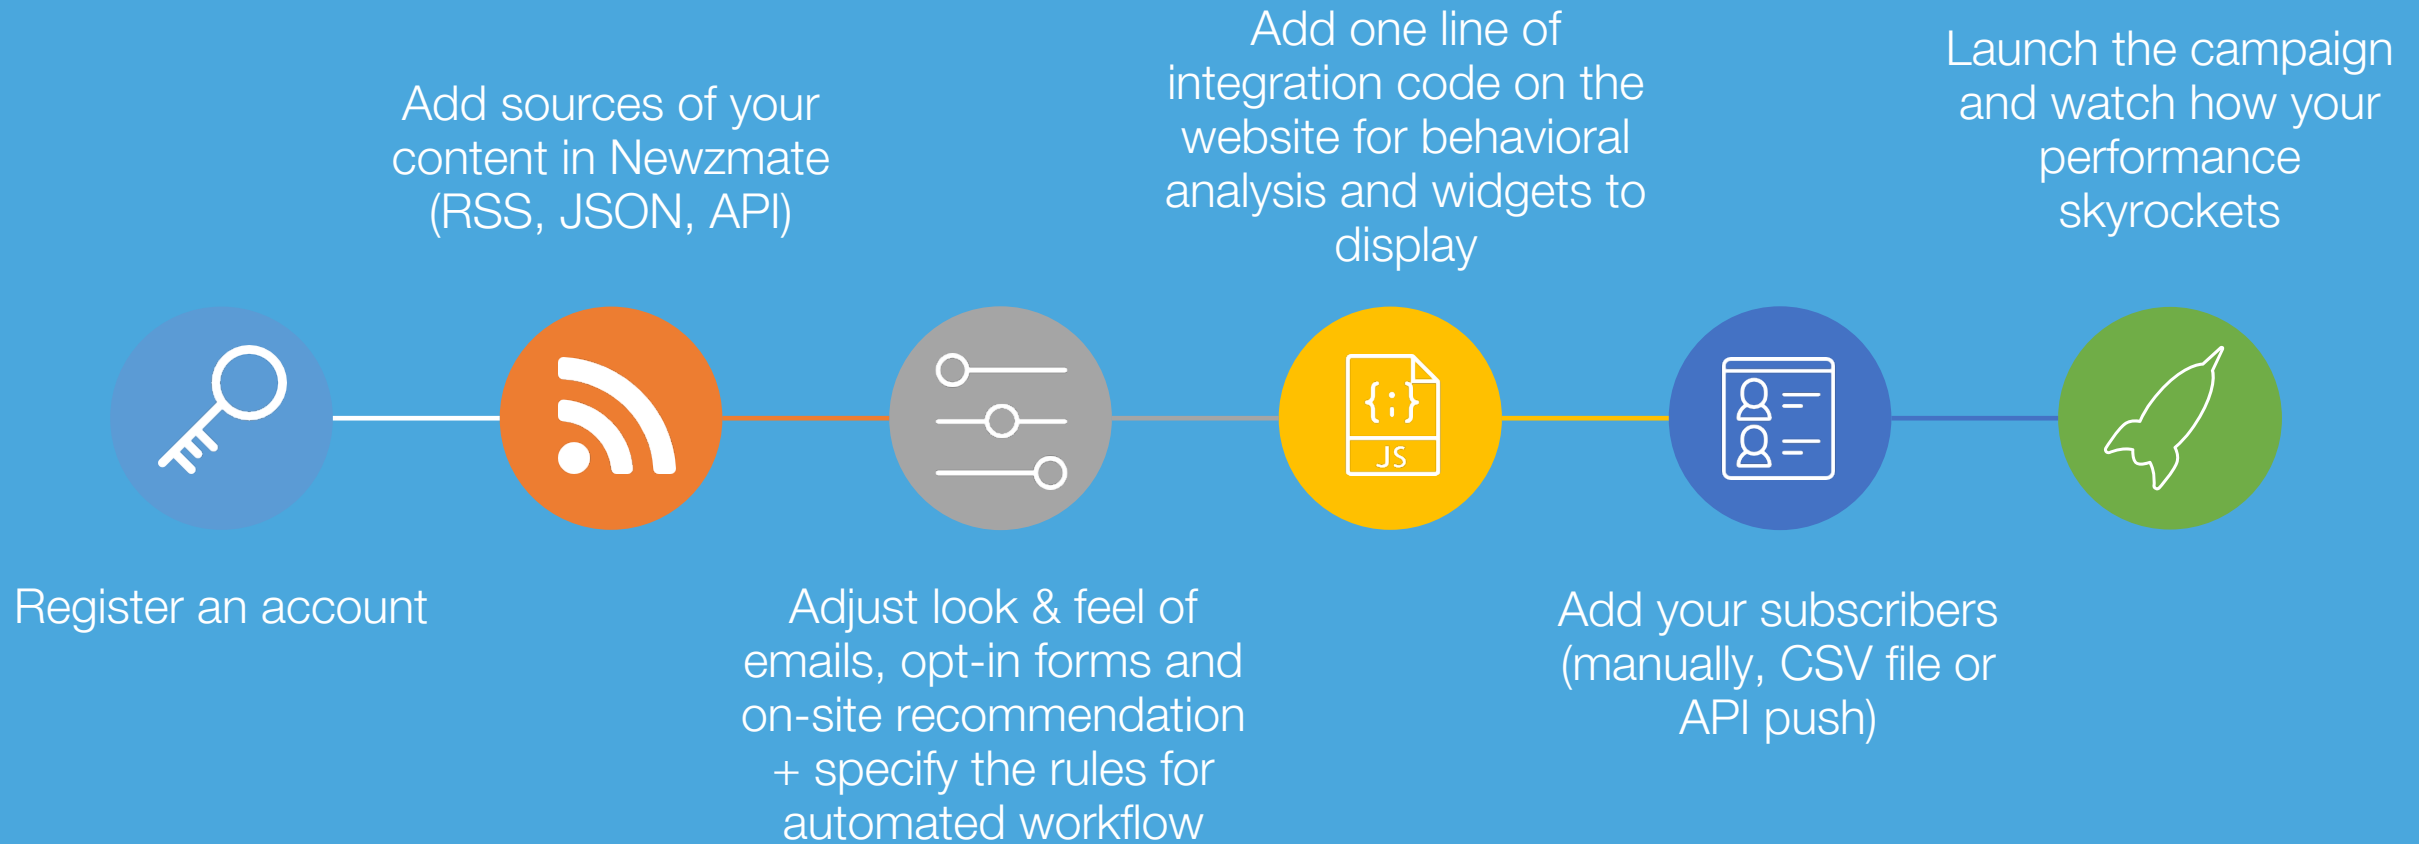 Register an account
Add sources of your
content in Newzmate
(RSS, JSON, API)
Adjust look & feel of
emails, opt-in forms and
on-site recommendation
+ specify the rules for
automated workflow
Add one line of
integration code on the
website for behavioral
analysis and widgets to
display
{;}
JS
Add your subscribers
(manually, CSV file or
API push)
Launch the campaign
and watch how your
performance
skyrockets